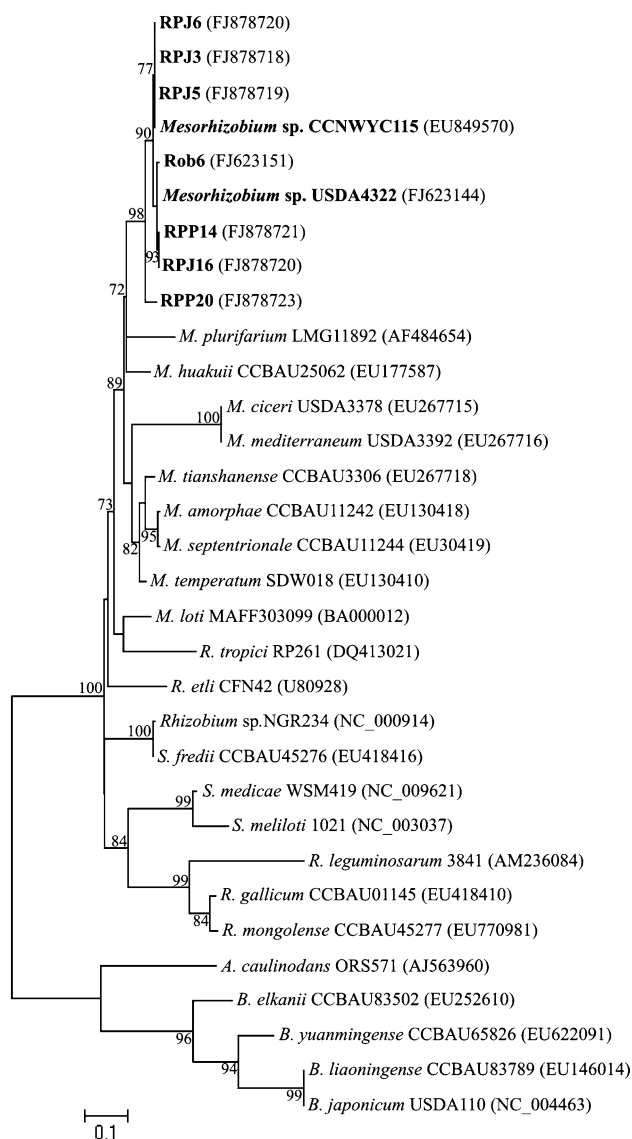 RPJ6 (FJ878720)
RPJ3 (FJ878718)
77
RPJ5 (FJ878719)
Mesorhizobium sp. CCNWYC115 (EU849570)
90
Rob6 (FJ623151)
Mesorhizobium sp. USDA4322 (FJ623144)
98
RPP14 (FJ878721)
93
RPJ16 (FJ878720)
72
RPP20 (FJ878723)
M. plurifarium LMG11892 (AF484654)
M. huakuii CCBAU25062 (EU177587)
89
M. ciceri USDA3378 (EU267715)
100
M. mediterraneum USDA3392 (EU267716)
M. tianshanense CCBAU3306 (EU267718)
73
M. amorphae CCBAU11242 (EU130418)
95
82
M. septentrionale CCBAU11244 (EU30419)
M. temperatum SDW018 (EU130410)
M. loti MAFF303099 (BA000012)
R. tropici RP261 (DQ413021)
100
R. etli CFN42 (U80928)
Rhizobium sp.NGR234 (NC_000914)
100
S. fredii CCBAU45276 (EU418416)
S. medicae WSM419 (NC_009621)
99
S. meliloti 1021 (NC_003037)
84
R. leguminosarum 3841 (AM236084)
99
R. gallicum CCBAU01145 (EU418410)
84
R. mongolense CCBAU45277 (EU770981)
A. caulinodans ORS571 (AJ563960)
B. elkanii CCBAU83502 (EU252610)
96
B. yuanmingense CCBAU65826 (EU622091)
94
B. liaoningense CCBAU83789 (EU146014)
99
B. japonicum USDA110 (NC_004463)
0.1